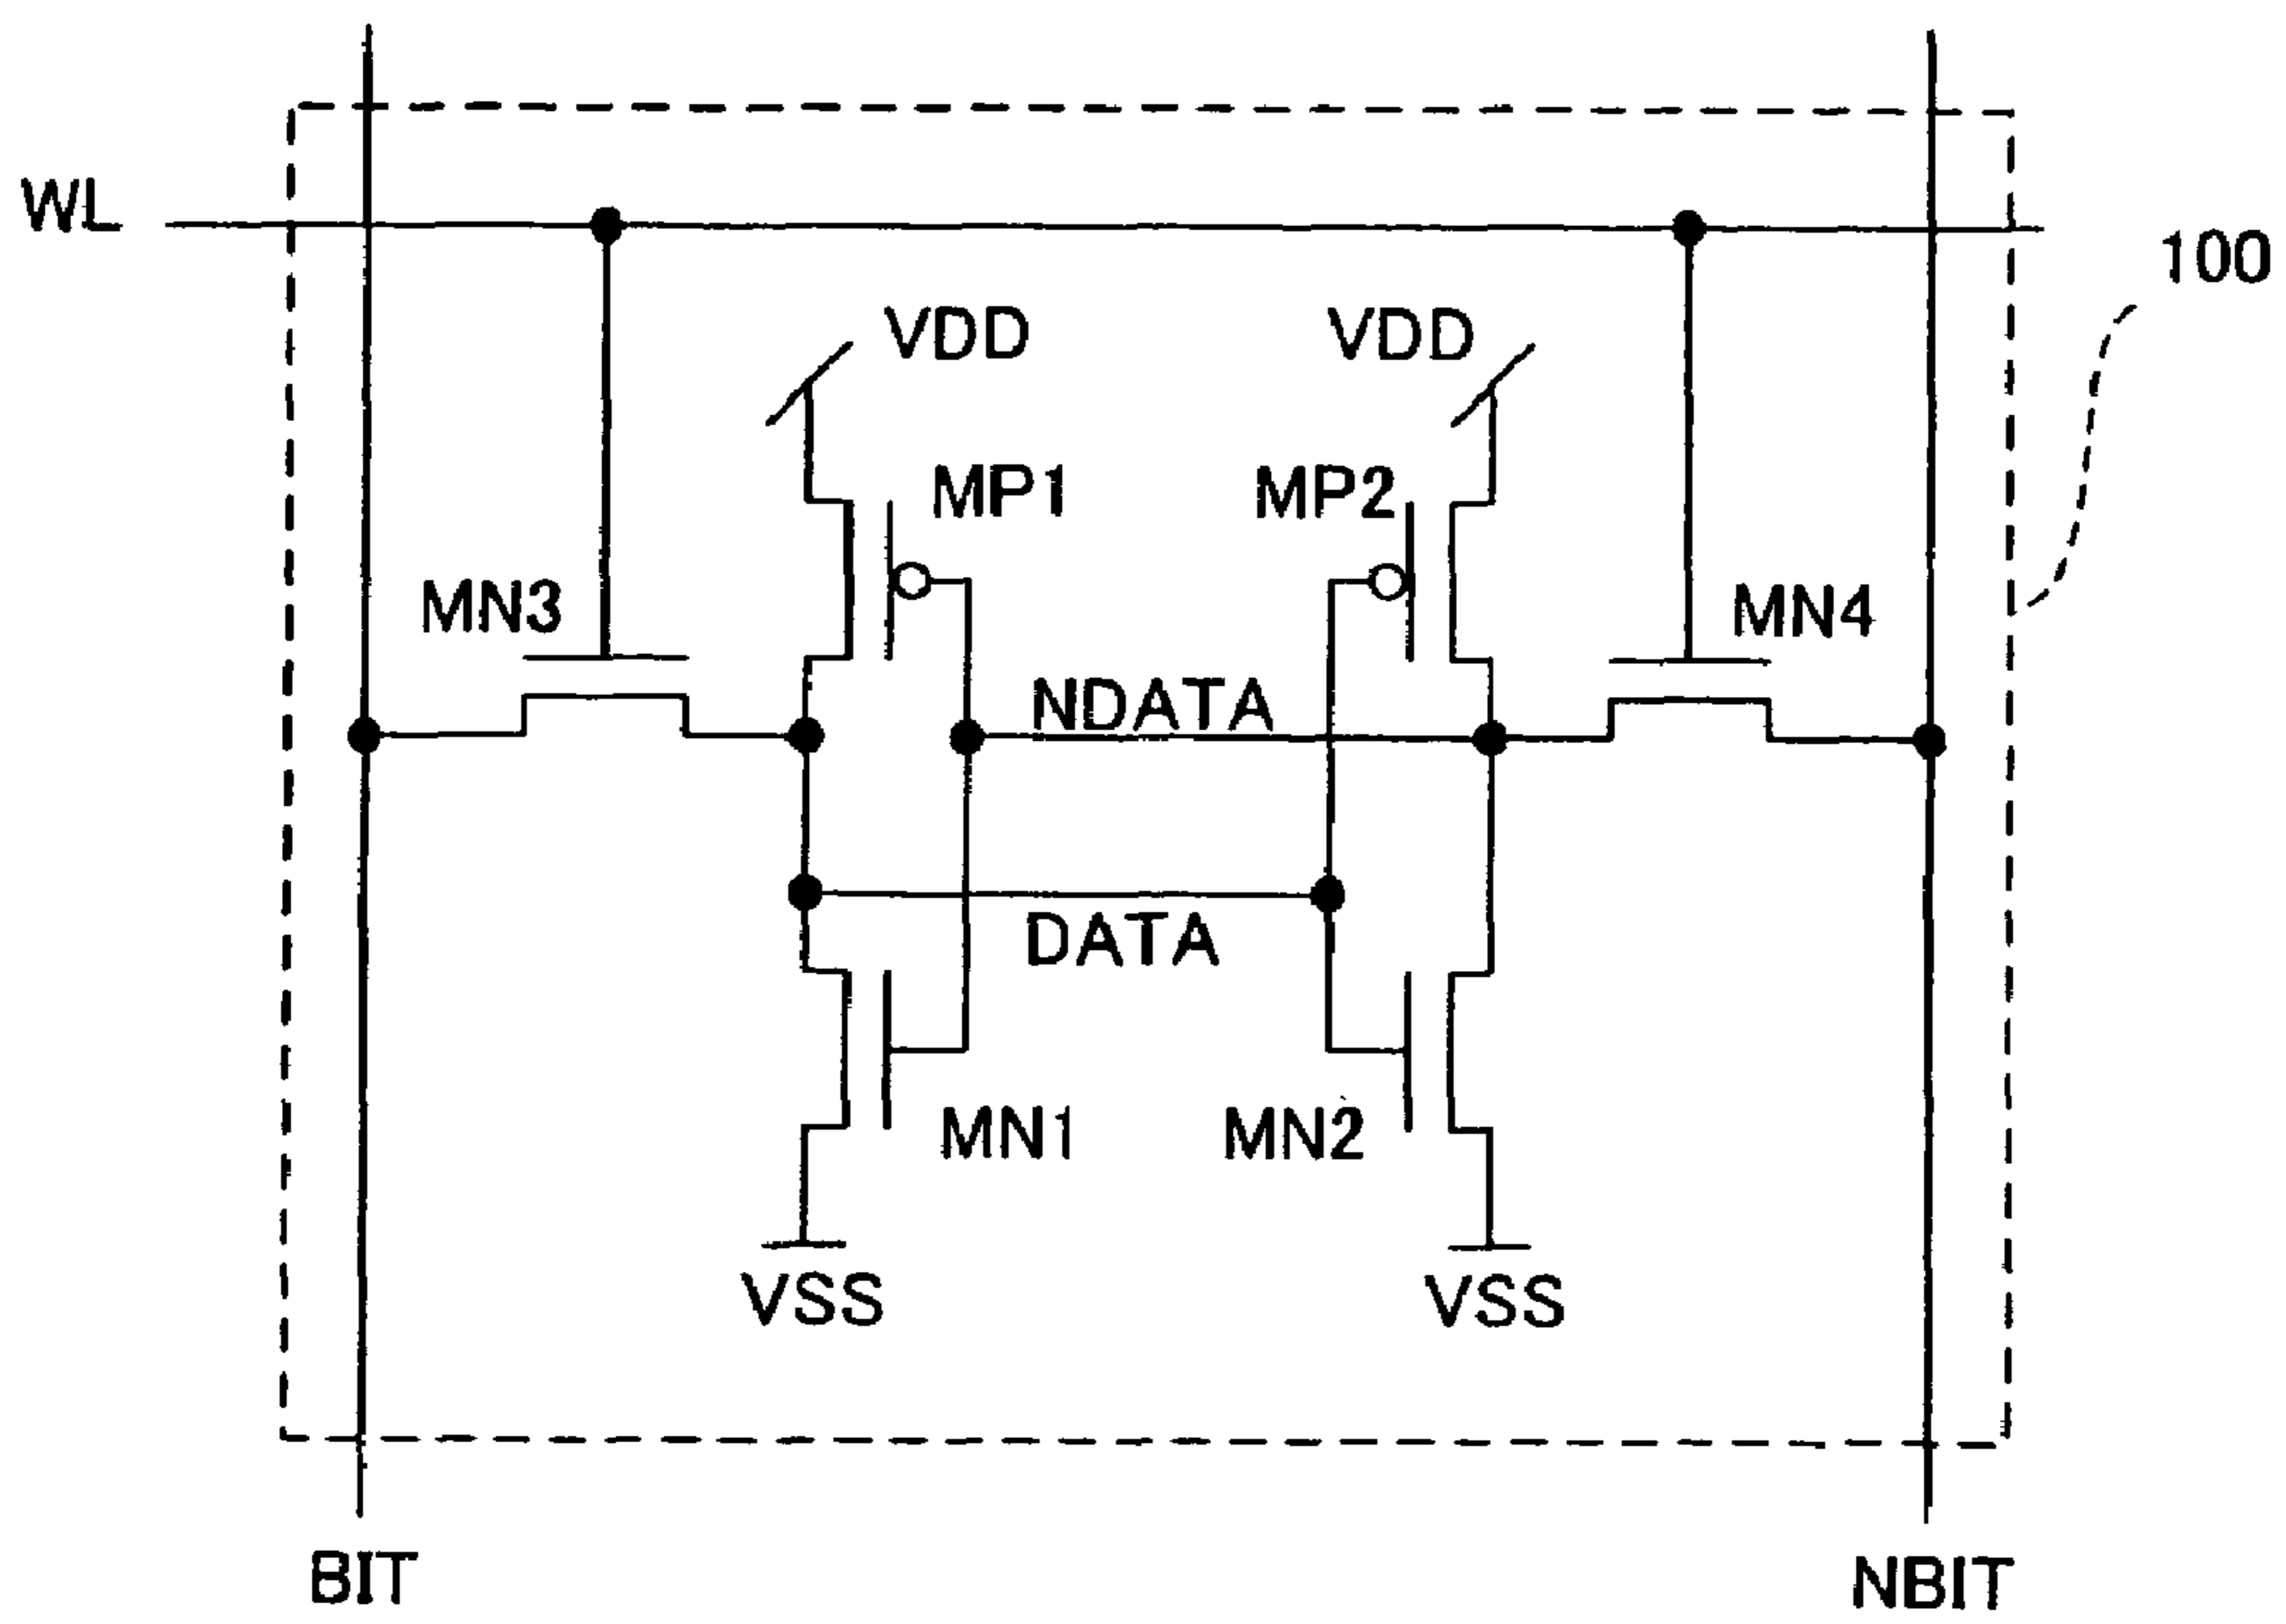 WL
100
VDD
VDD
MP1
MP2
MN3
MN4
NDATA
DATA
MN1
MN2
VSS
VSS
BIT
NBIT